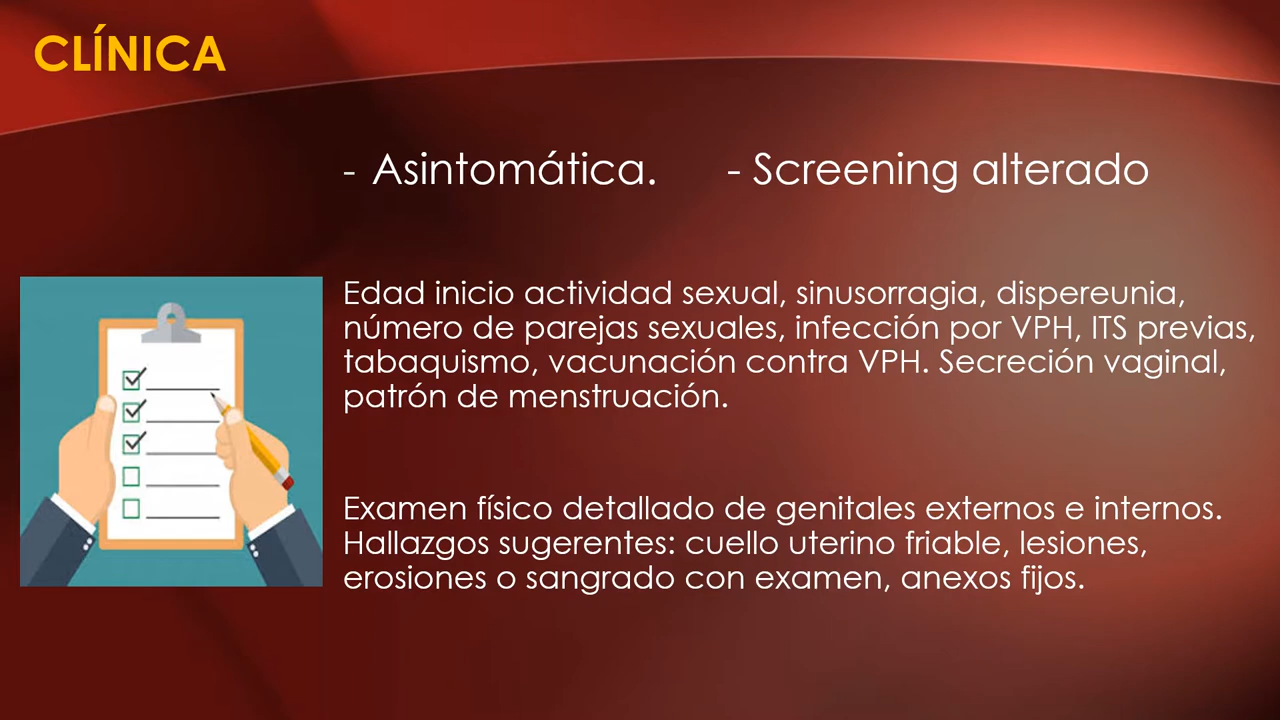 CLÍNICA
- Asintomática. - Screening alterado
Edad inicio actividad sexual, sinusorragia, dispereunia,
número de parejas sexuales, infección por VPH, ITS previas,
tabaquismo, vacunación contra VPH. Secreción vaginal,
patrón de menstruación.
Examen físico detallado de genitales externos e internos.
Hallazgos sugerentes: cuello uterino friable, lesiones,
erosiones o sangrado con examen, anexos fijos.